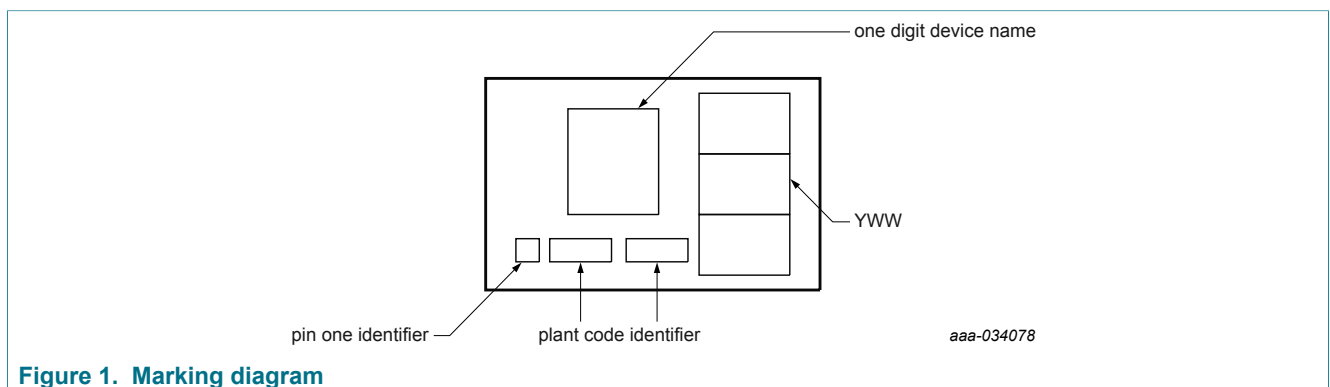 one digit device name
YWW
pin one identifier
plant code identifier
aaa-034078
Figure 1. Marking diagram